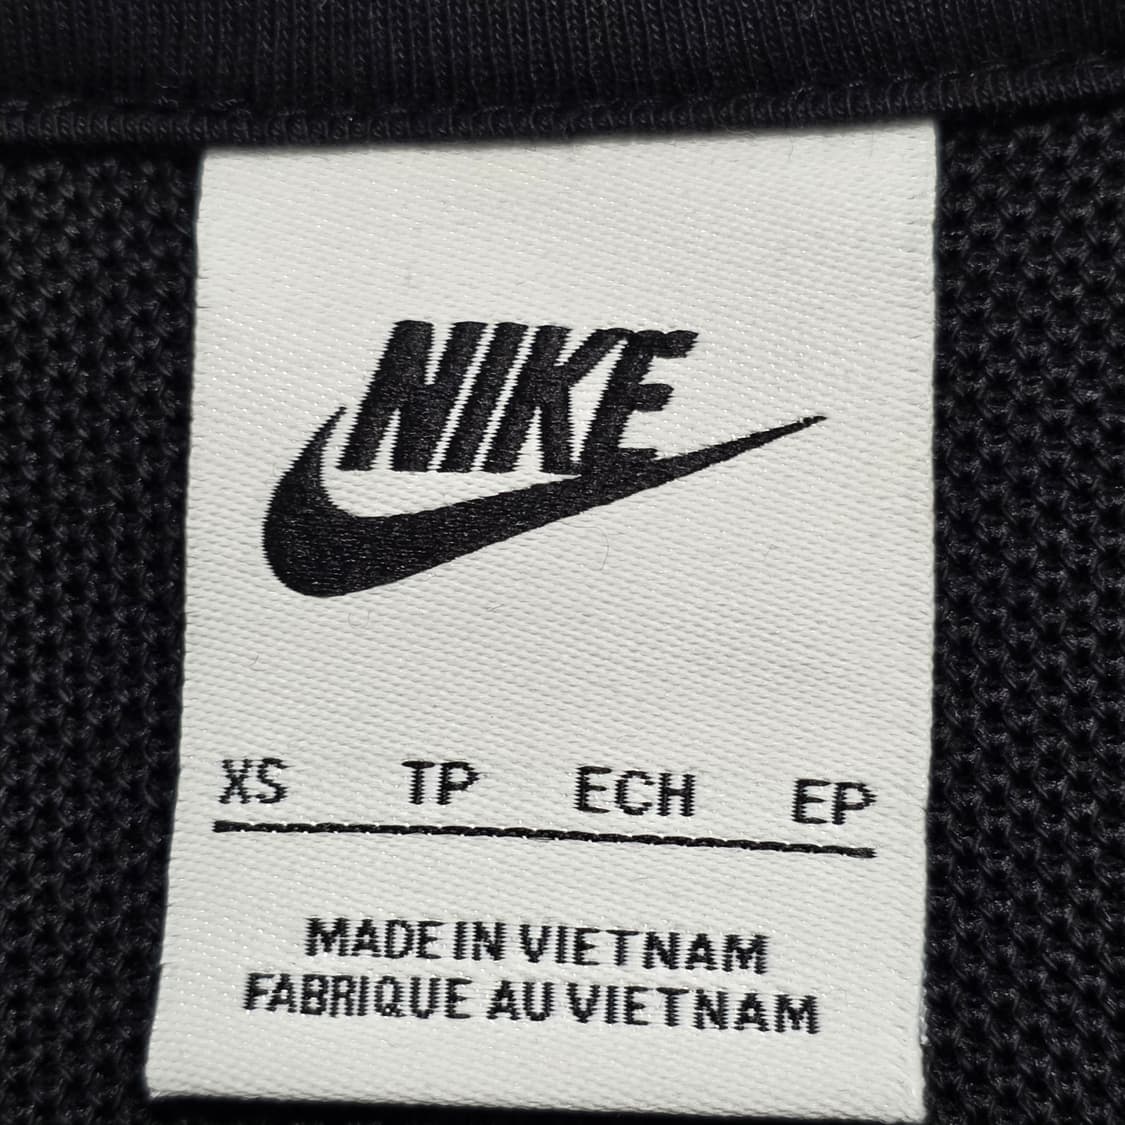 NIKE
XS TP ECH EP
MADE IN VIETNAM
FABRIQUE AU VIETNAM